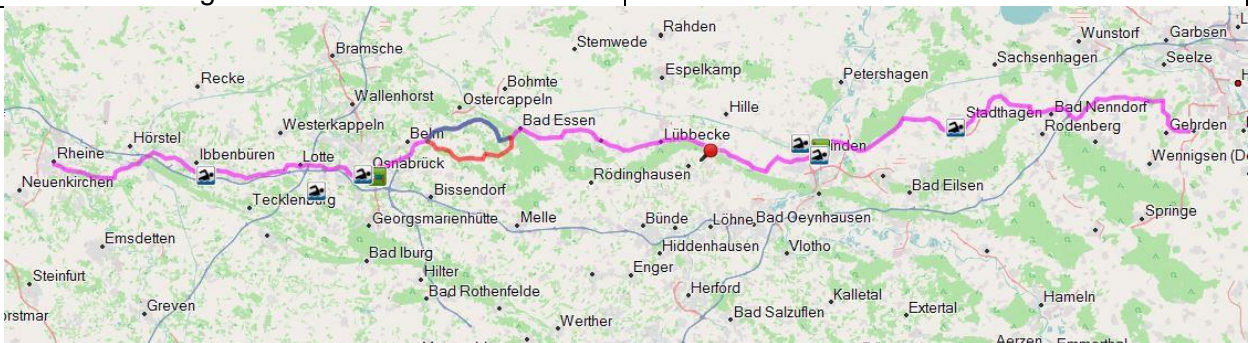 Rahden
Stemwede
Wunstorf
Garbsen
Bramsche
Sachsenhagen
Seelze
Recke
Espelkamp
Petershagen
Bohmte
Wallenhorst
Ostercappeln
Hille
Stadthagen
Bad Nenndorf
Westerkappeln
Bad Essen
Hörstel
Belm
Lübbecke
Rodenberg
Gehrden
Rheine
Ibbenbüren
Lotte
Osnabrück
inden
Wennigsen (D
Neuenkirchen
Rödinghausen
Bad Eilsen
Tecklenburg
Bissendorf
Springe
Georgsmarienhütte
Melle
Bünde
Löhne
Bad Oeynhausen
Emsdetten
Hiddenhausen
Vlotho
Bad Iburg
Steinfurt
Hilter
Enger
Bad Rothenfelde
Herford
Kalletal
Hameln
Greven
Extertal
orstmar
Werther
Bad Salzuflen
Aerzen
Emmerthal